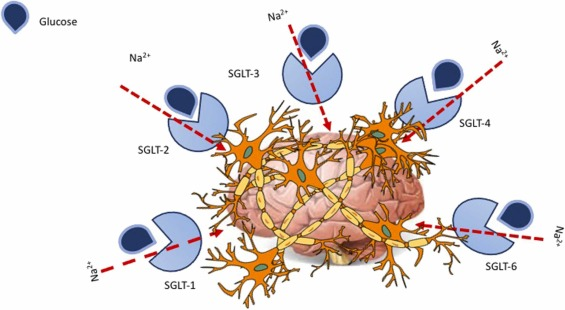 Glucose
Na²⁺
Na²⁺
Na²⁺
SGLT-3
SGLT-2
SGLT-4
Na²⁺
SGLT-1
Na²⁺
SGLT-6